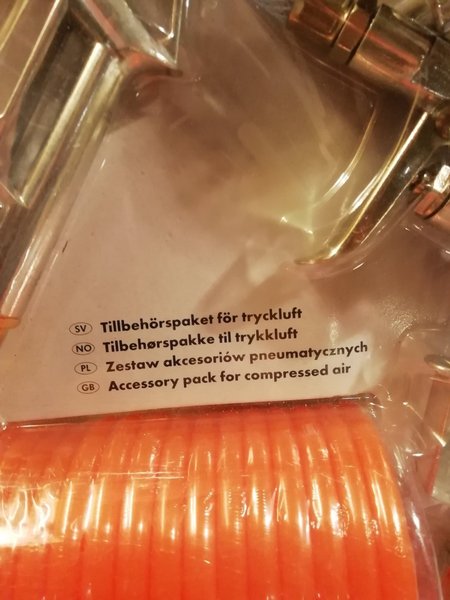 SV Tillbehörspaket för tryckluft
NO Tilbehørspakke til trykkluft
PL Zestaw akcesoriów pneumatycznych
GB Accessory pack for compressed air